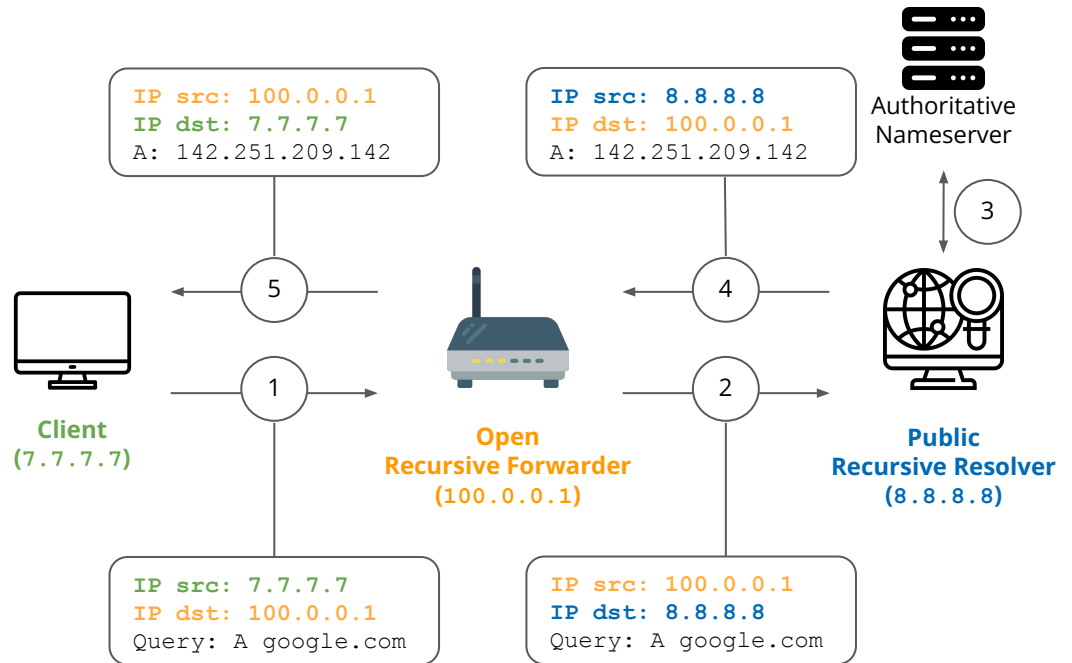 IP src: 100.0.0.1
IP dst: 7.7.7.7
A: 142.251.209.142
IP src: 8.8.8.8
IP dst: 100.0.0.1
A: 142.251.209.142
Authoritative
Nameserver
3
5
4
1
2
Client
(7.7.7.7)
Open
Recursive Forwarder
(100.0.0.1)
Public
Recursive Resolver
(8.8.8.8)
IP src: 7.7.7.7
IP dst: 100.0.0.1
Query: A google.com
IP src: 100.0.0.1
IP dst: 8.8.8.8
Query: A google.com